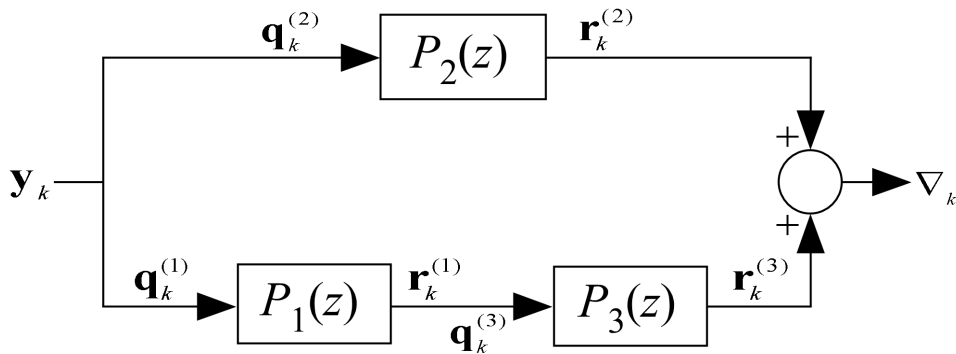 q_k^(2) P_2(z) r_k^(2)
+
y_k ∇_k
+
q_k^(1) P_1(z) r_k^(1) q_k^(3) P_3(z) r_k^(3)